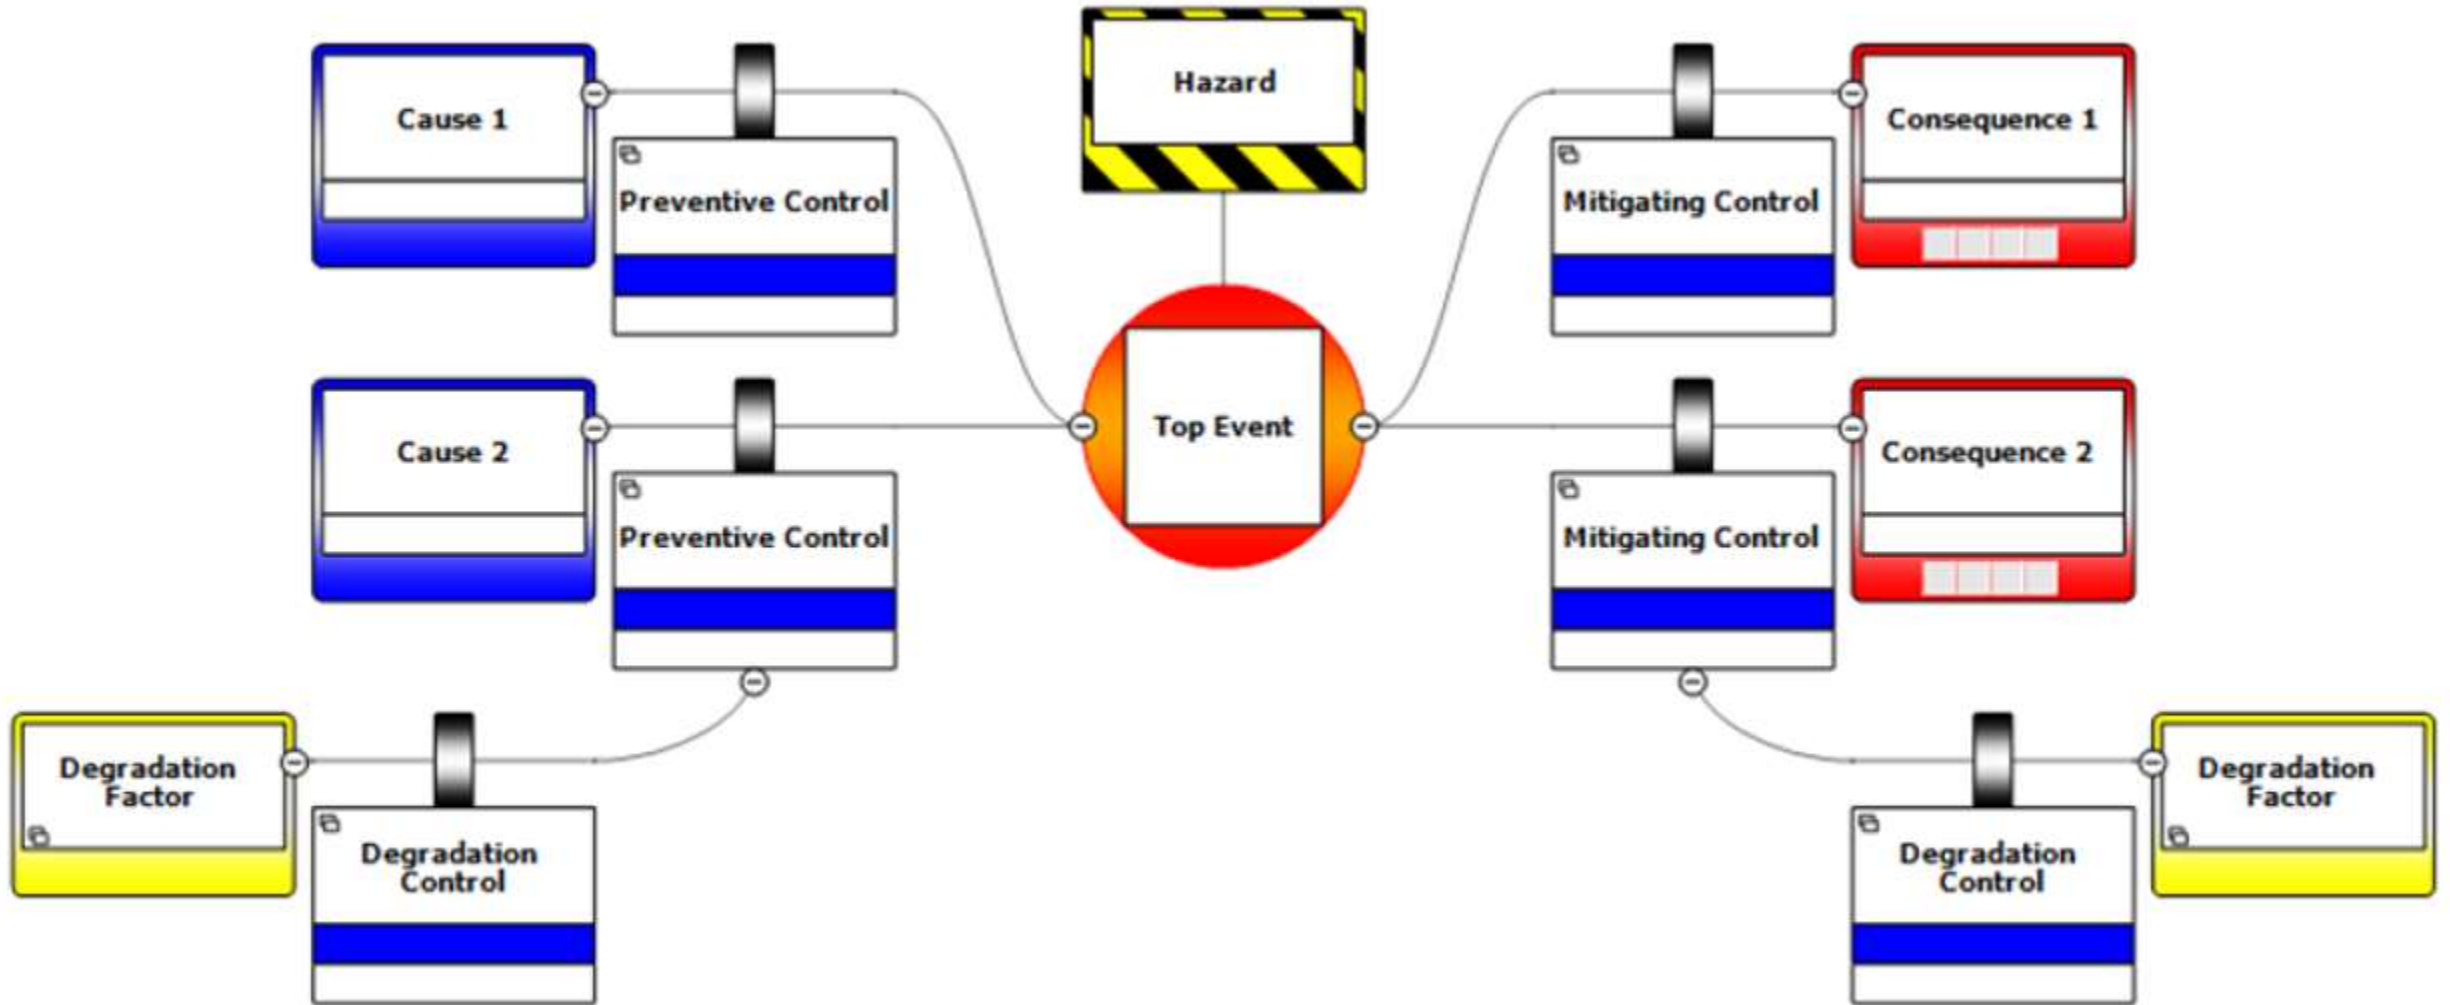 Hazard
Cause 1
Consequence 1
Preventive Control
Mitigating Control
Top Event
Cause 2
Consequence 2
Preventive Control
Mitigating Control
Degradation
Factor
Degradation
Control
Degradation
Factor
Degradation
Control